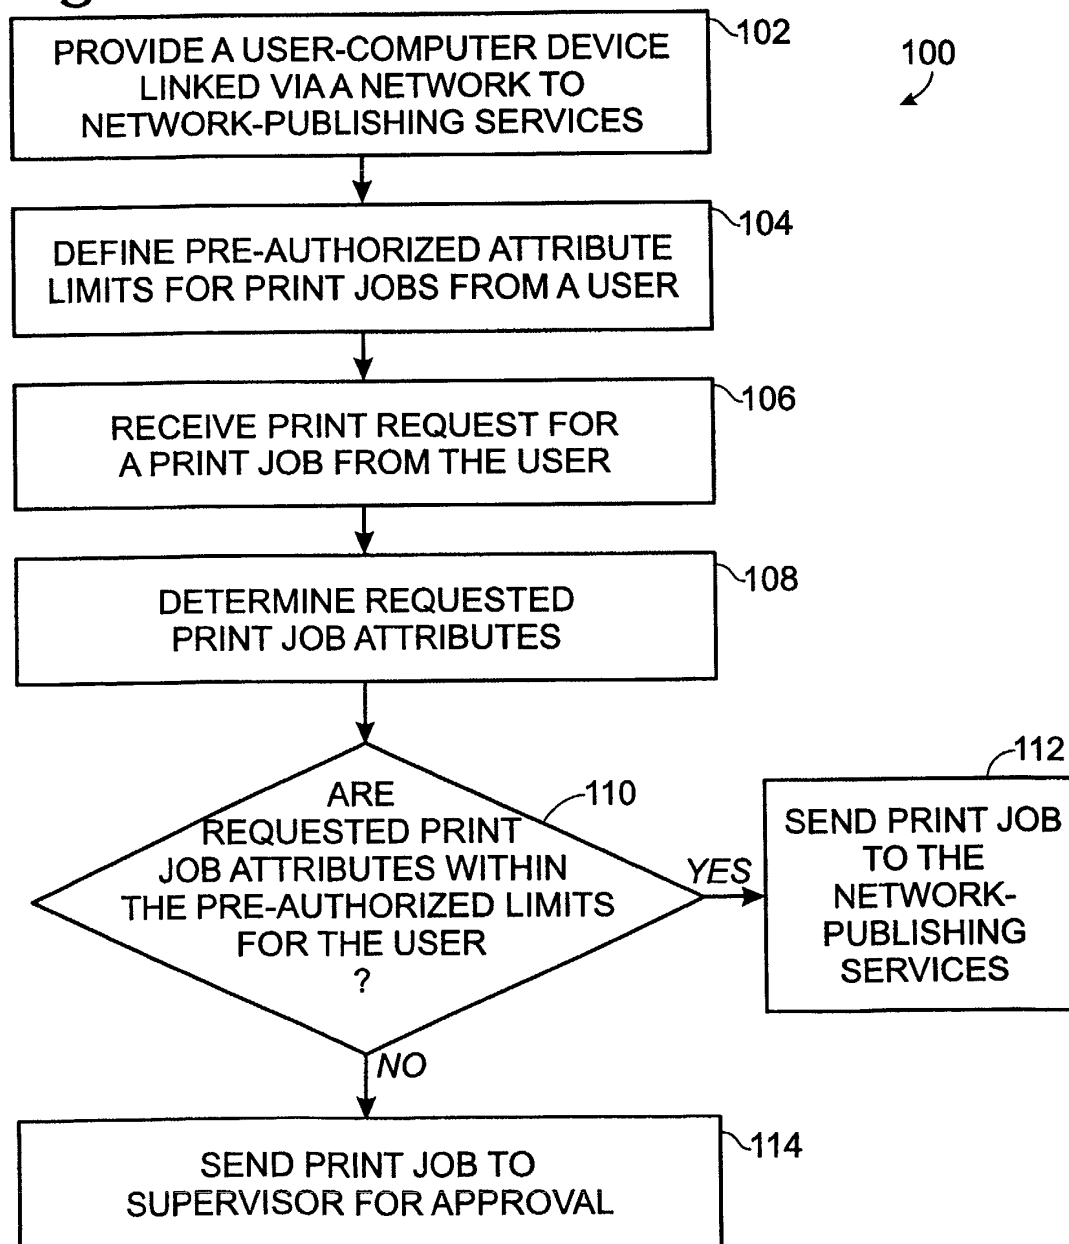 PROVIDE A USER-COMPUTER DEVICE
LINKED VIA A NETWORK TO
NETWORK-PUBLISHING SERVICES
102
100
DEFINE PRE-AUTHORIZED ATTRIBUTE
LIMITS FOR PRINT JOBS FROM A USER
104
RECEIVE PRINT REQUEST FOR
A PRINT JOB FROM THE USER
106
DETERMINE REQUESTED
PRINT JOB ATTRIBUTES
108
ARE
REQUESTED PRINT
JOB ATTRIBUTES WITHIN
THE PRE-AUTHORIZED LIMITS
FOR THE USER
?
110
YES
112
SEND PRINT JOB
TO THE
NETWORK-
PUBLISHING
SERVICES
NO
SEND PRINT JOB TO
SUPERVISOR FOR APPROVAL
114